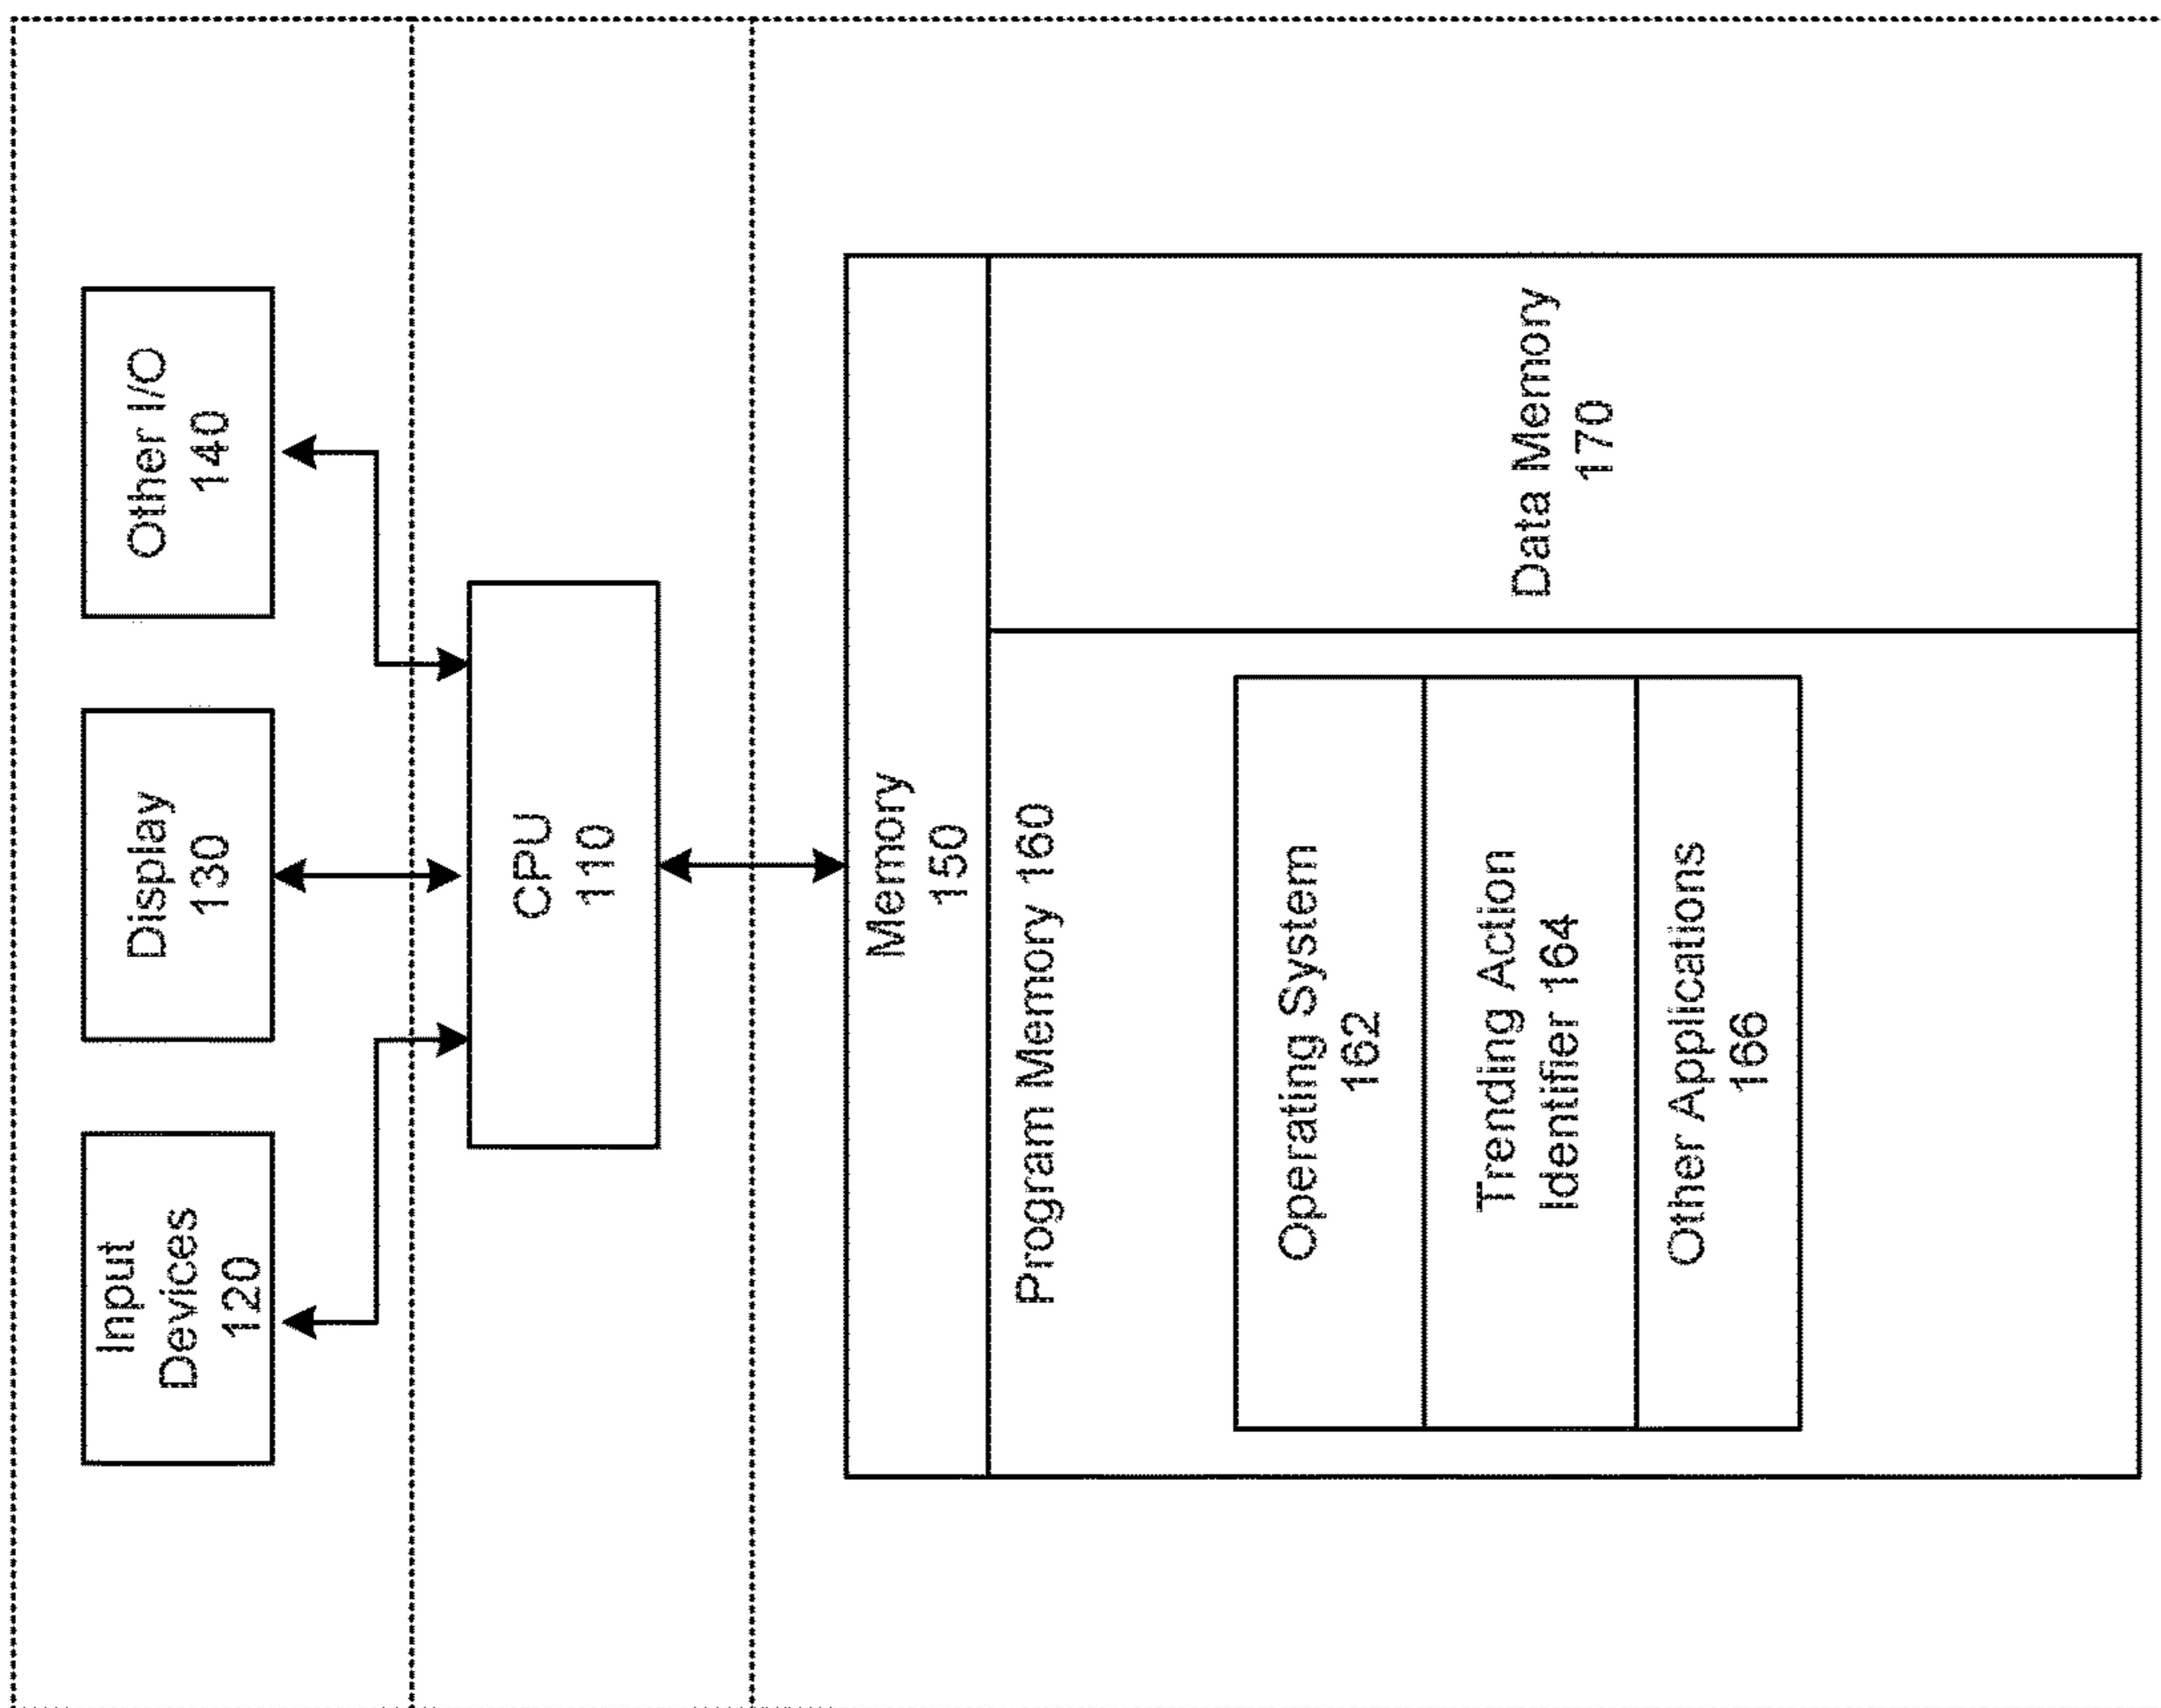 Input
Devices
120
Display
130
Other I/O
140
CPU
110
Memory
150
Program Memory 160
Operating System
162
Trending Action
Identifier 164
Other Applications
166
Data Memory
170